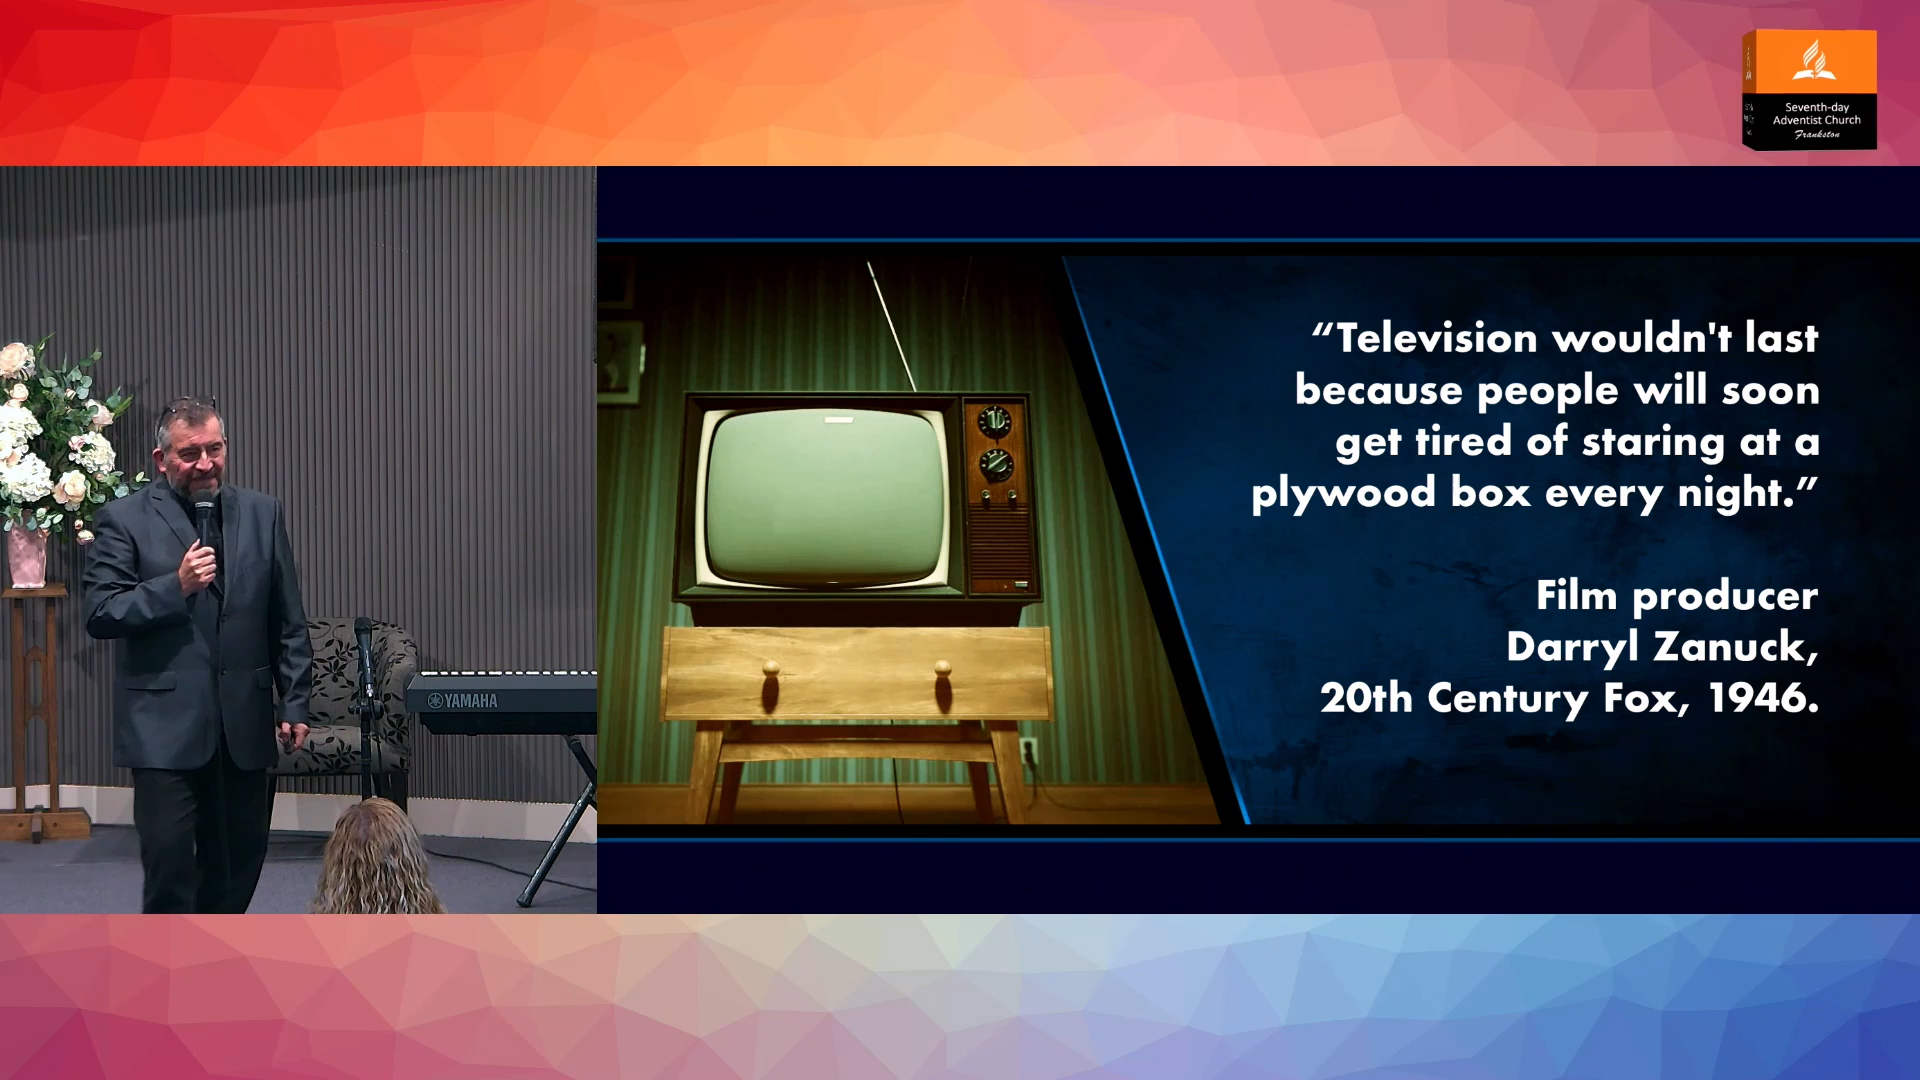 Seventh-day
Adventist Church
Frankston
“Television wouldn't last
because people will soon
get tired of staring at a
plywood box every night.”
Film producer
Darryl Zanuck,
20th Century Fox, 1946.
YAMAHA